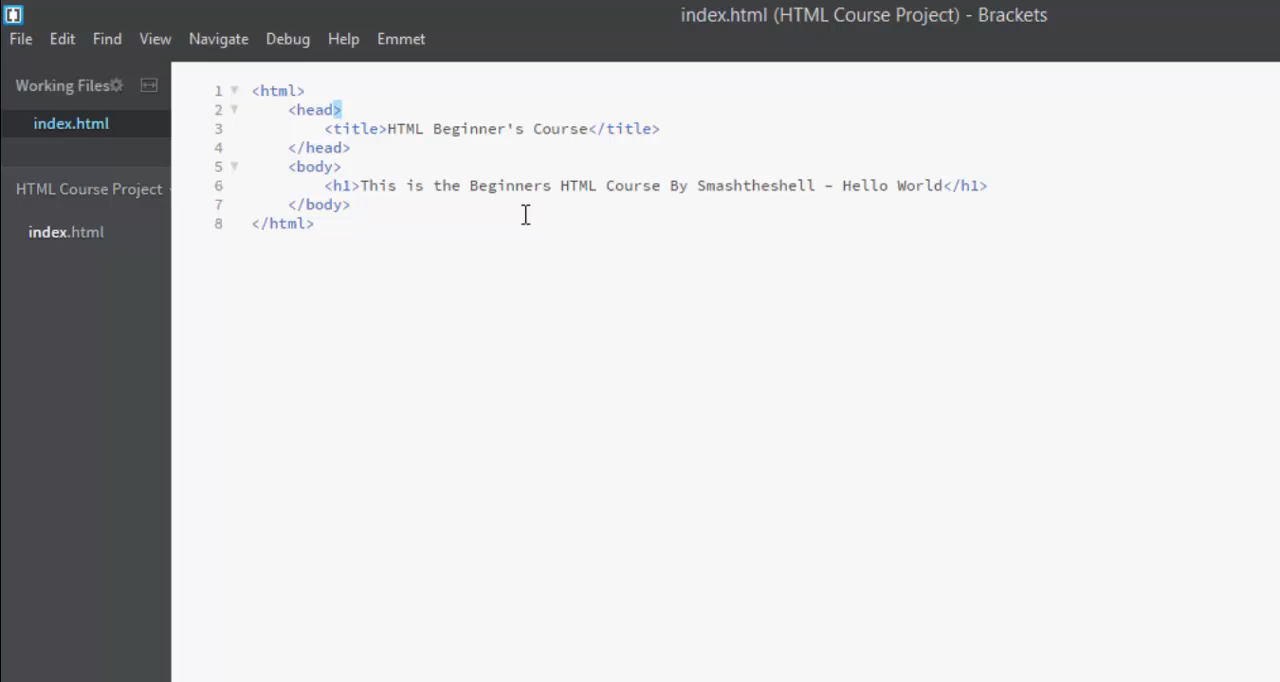 index.html (HTML Course Project) - Brackets
File Edit Find View Navigate Debug Help Emmet
Working Files
index.html
HTML Course Project
index.html
1 <html>
2 <head>
3 <title>HTML Beginner's Course</title>
4 </head>
5 <body>
6 <h1>This is the Beginners HTML Course By Smashtheshell - Hello World</h1>
7 </body>
8 </html>